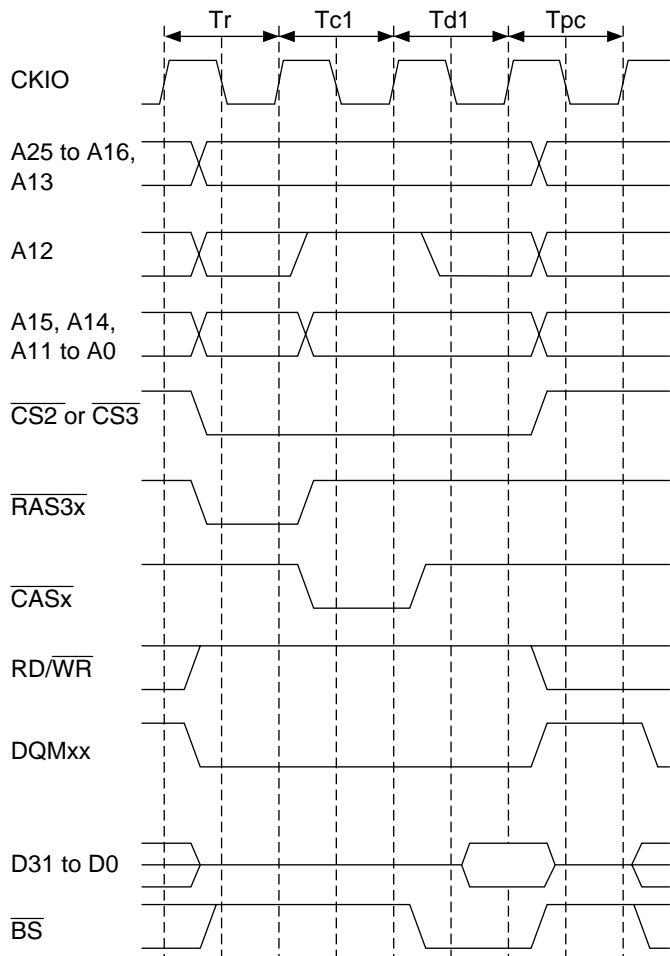 Tr Tc1 Td1 Tpc
CKIO
A25 to A16,
A13
A12
A15, A14,
A11 to A0
CS2 or CS3
RAS3x
CASx
RD/WR
DQMxx
D31 to D0
BS